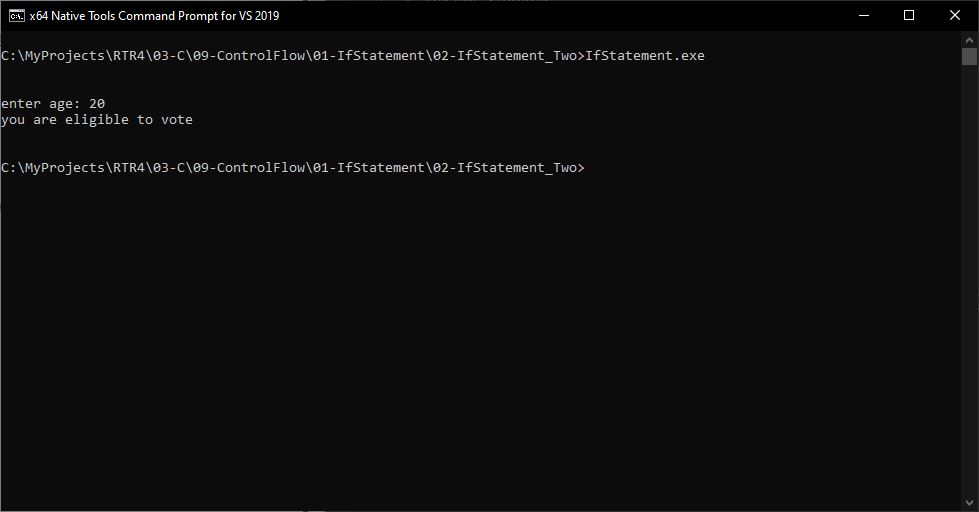 x64 Native Tools Command Prompt for VS 2019
C:\MyProjects\RTR4\03-C\09-ControlFlow\01-IfStatement\02-IfStatement_Two>IfStatement.exe
enter age: 20
you are eligible to vote
C:\MyProjects\RTR4\03-C\09-ControlFlow\01-IfStatement\02-IfStatement_Two>